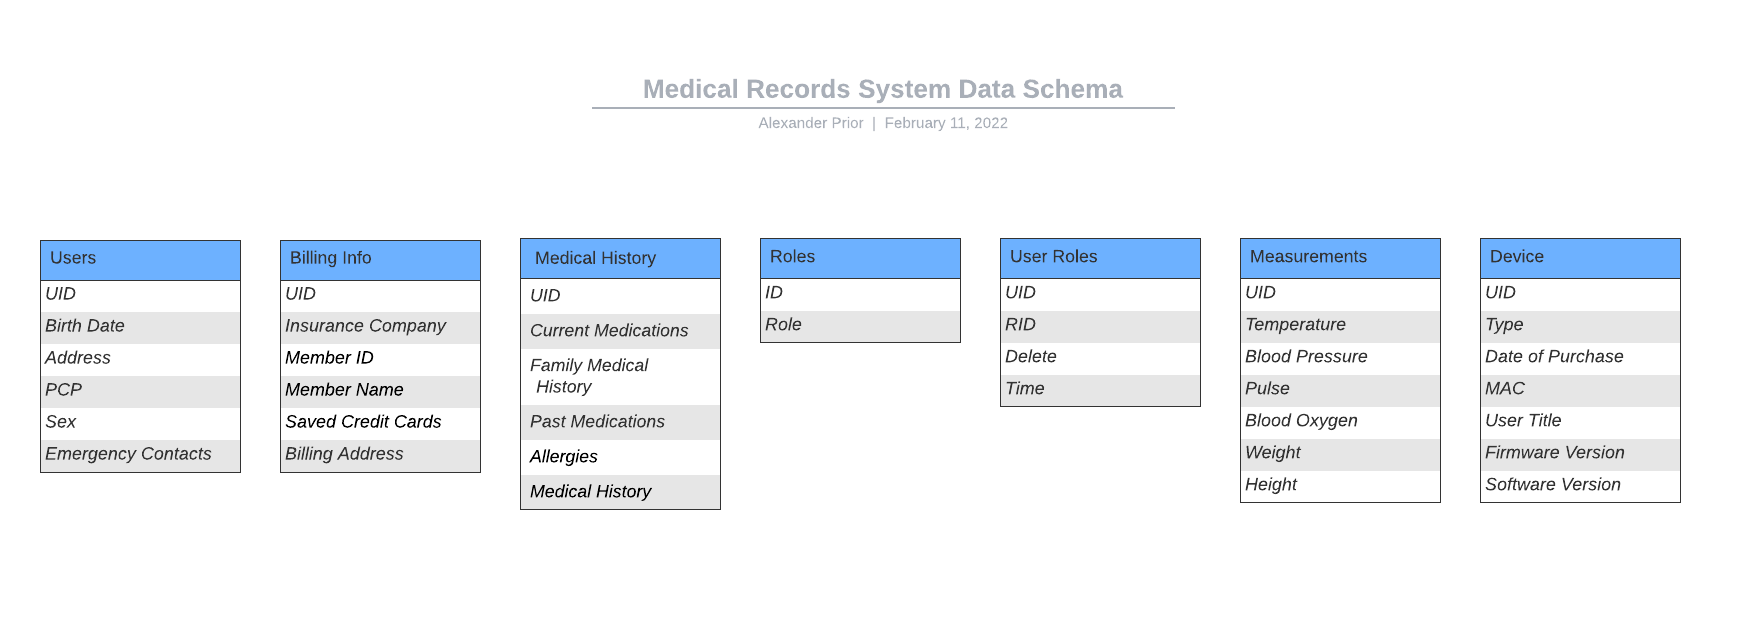 Medical Records System Data Schema
Alexander Prior | February 11, 2022
Users
UID
Birth Date
Address
PCP
Sex
Emergency Contacts
Billing Info
UID
Insurance Company
Member ID
Member Name
Saved Credit Cards
Billing Address
Medical History
UID
Current Medications
Family Medical
History
Past Medications
Allergies
Medical History
Roles
ID
Role
User Roles
UID
RID
Delete
Time
Measurements
UID
Temperature
Blood Pressure
Pulse
Blood Oxygen
Weight
Height
Device
UID
Type
Date of Purchase
MAC
User Title
Firmware Version
Software Version